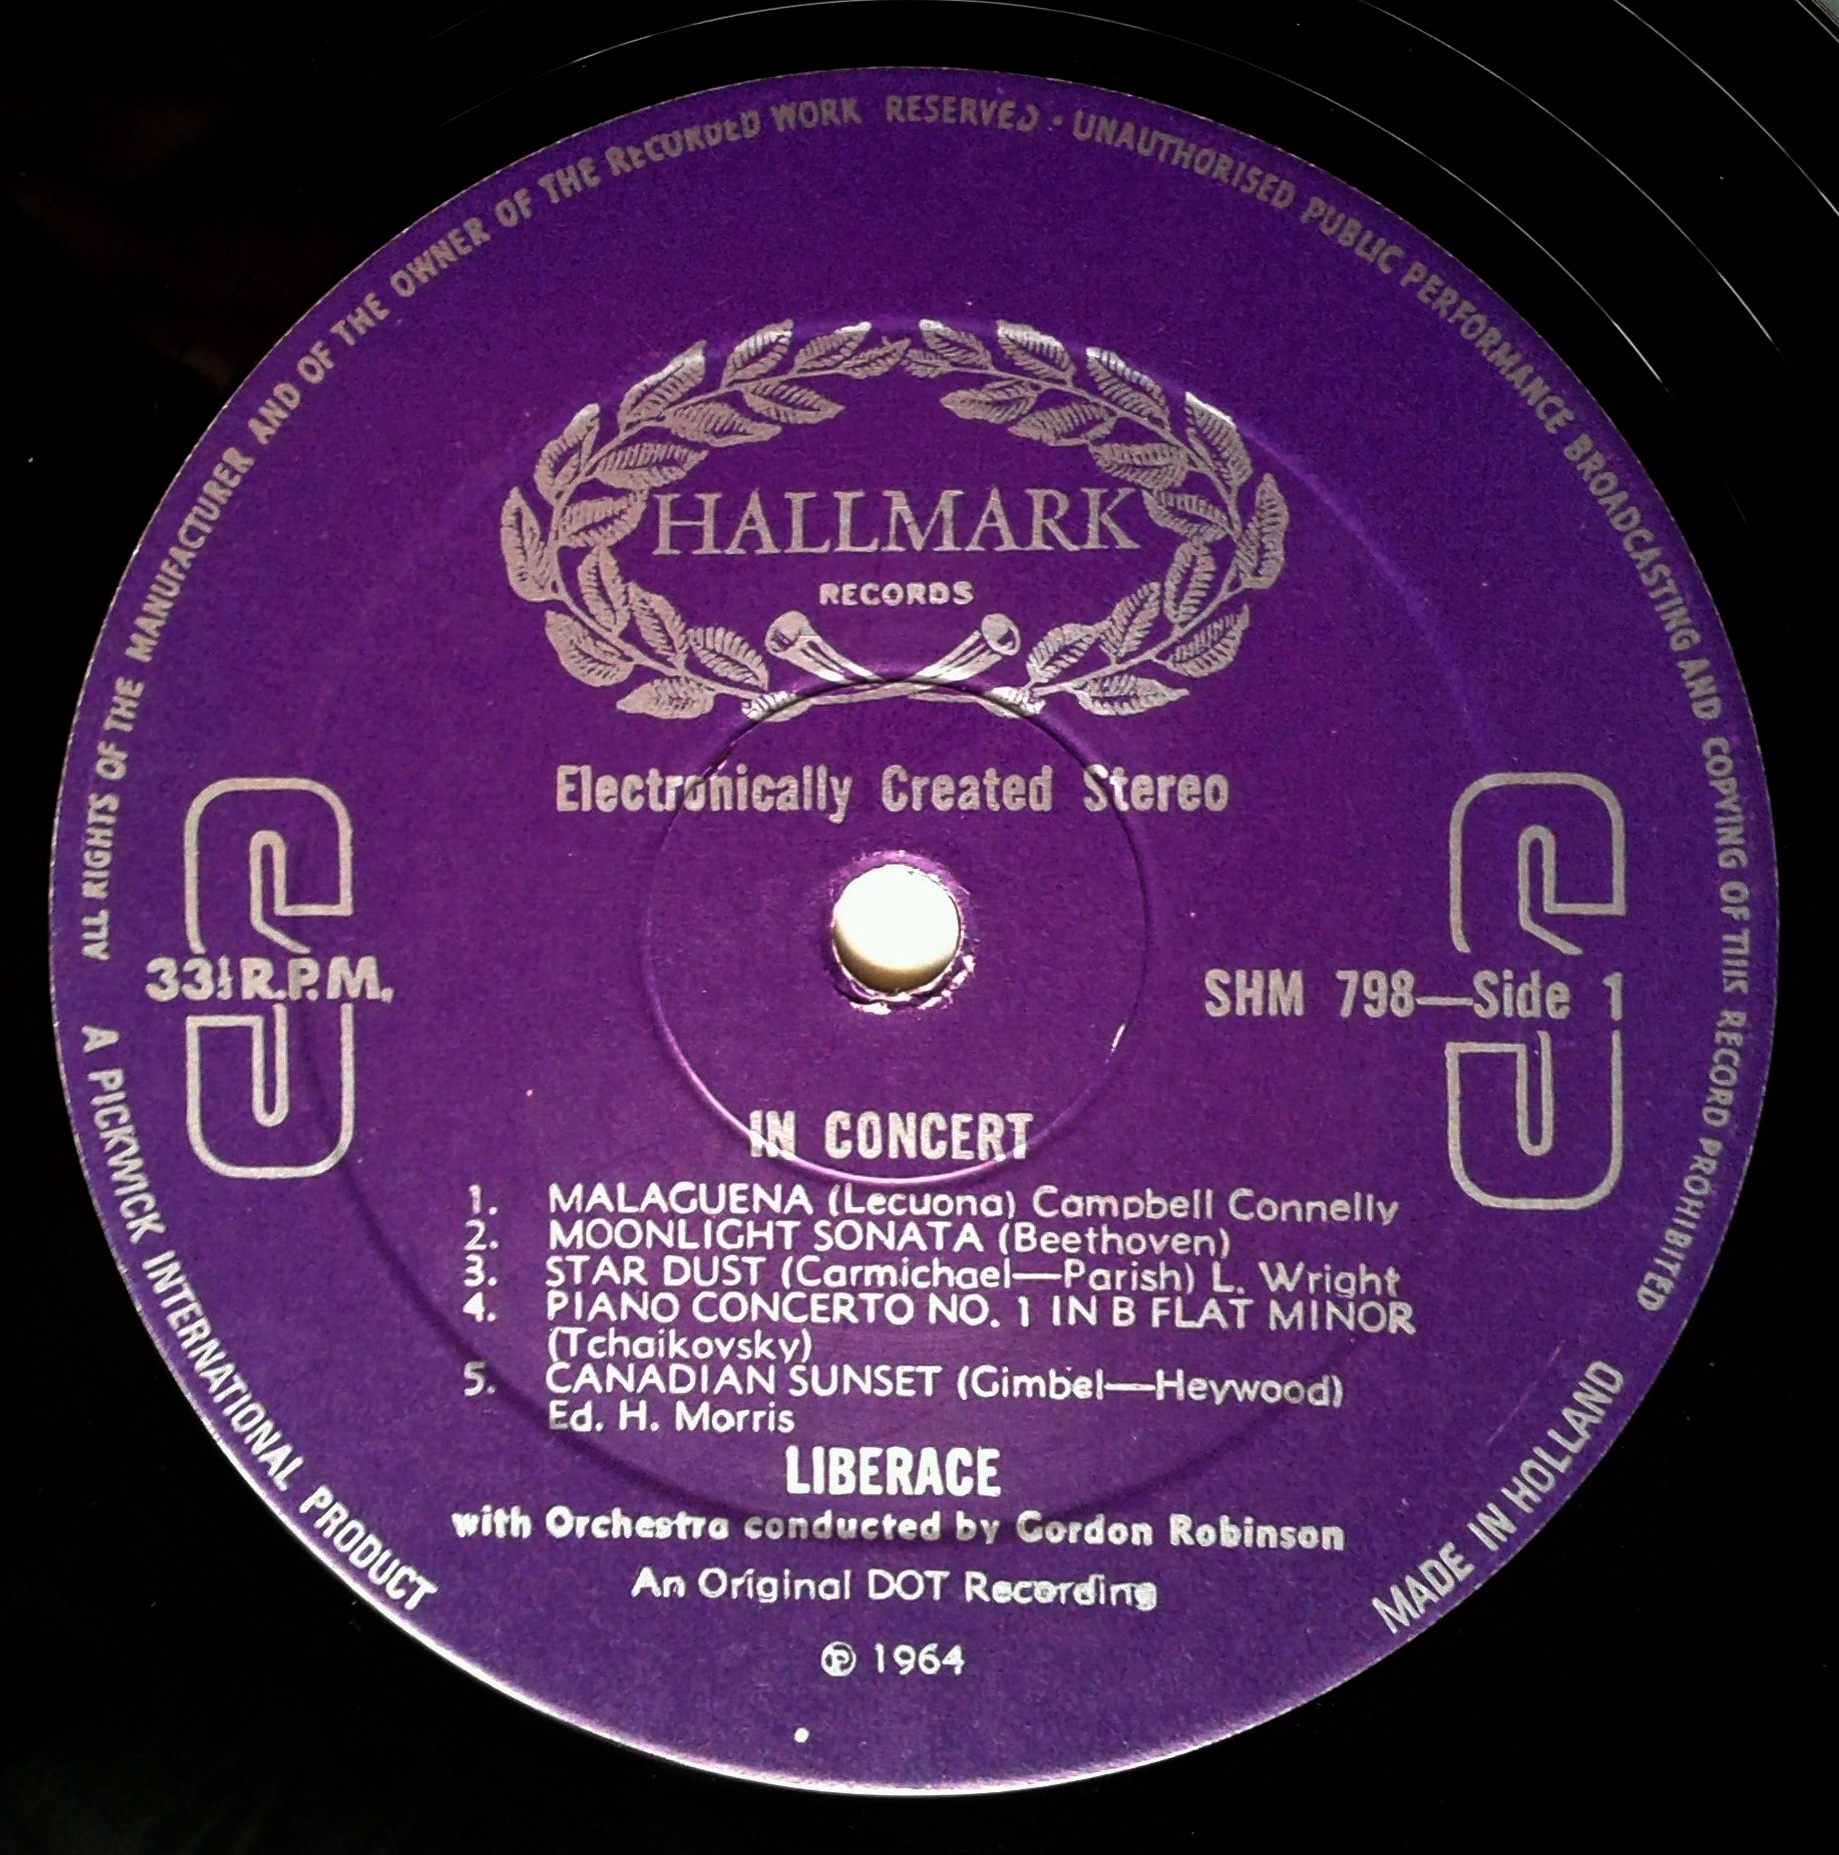 ALL RIGHTS OF THE MANUFACTURER AND OF THE OWNER OF THE RECORDED WORK RESERVED · UNAUTHORISED PUBLIC PERFORMANCE BROADCASTING AND COPYING OF THIS RECORD PROHIBITED
HALLMARK
RECORDS
Electronically Created Stereo
S
S
33⅓ R.P.M.
SHM 798—Side 1
IN CONCERT
1. MALAGUENA (Lecuona) Campbell Connelly
2. MOONLIGHT SONATA (Beethoven)
3. STAR DUST (Carmichael—Parish) L. Wright
4. PIANO CONCERTO NO. 1 IN B FLAT MINOR
(Tchaikovsky)
5. CANADIAN SUNSET (Gimbel—Heywood)
Ed. H. Morris
LIBERACE
with Orchestra conducted by Gordon Robinson
An Original DOT Recording
℗ 1964
A PICKWICK INTERNATIONAL PRODUCT
MADE IN HOLLAND